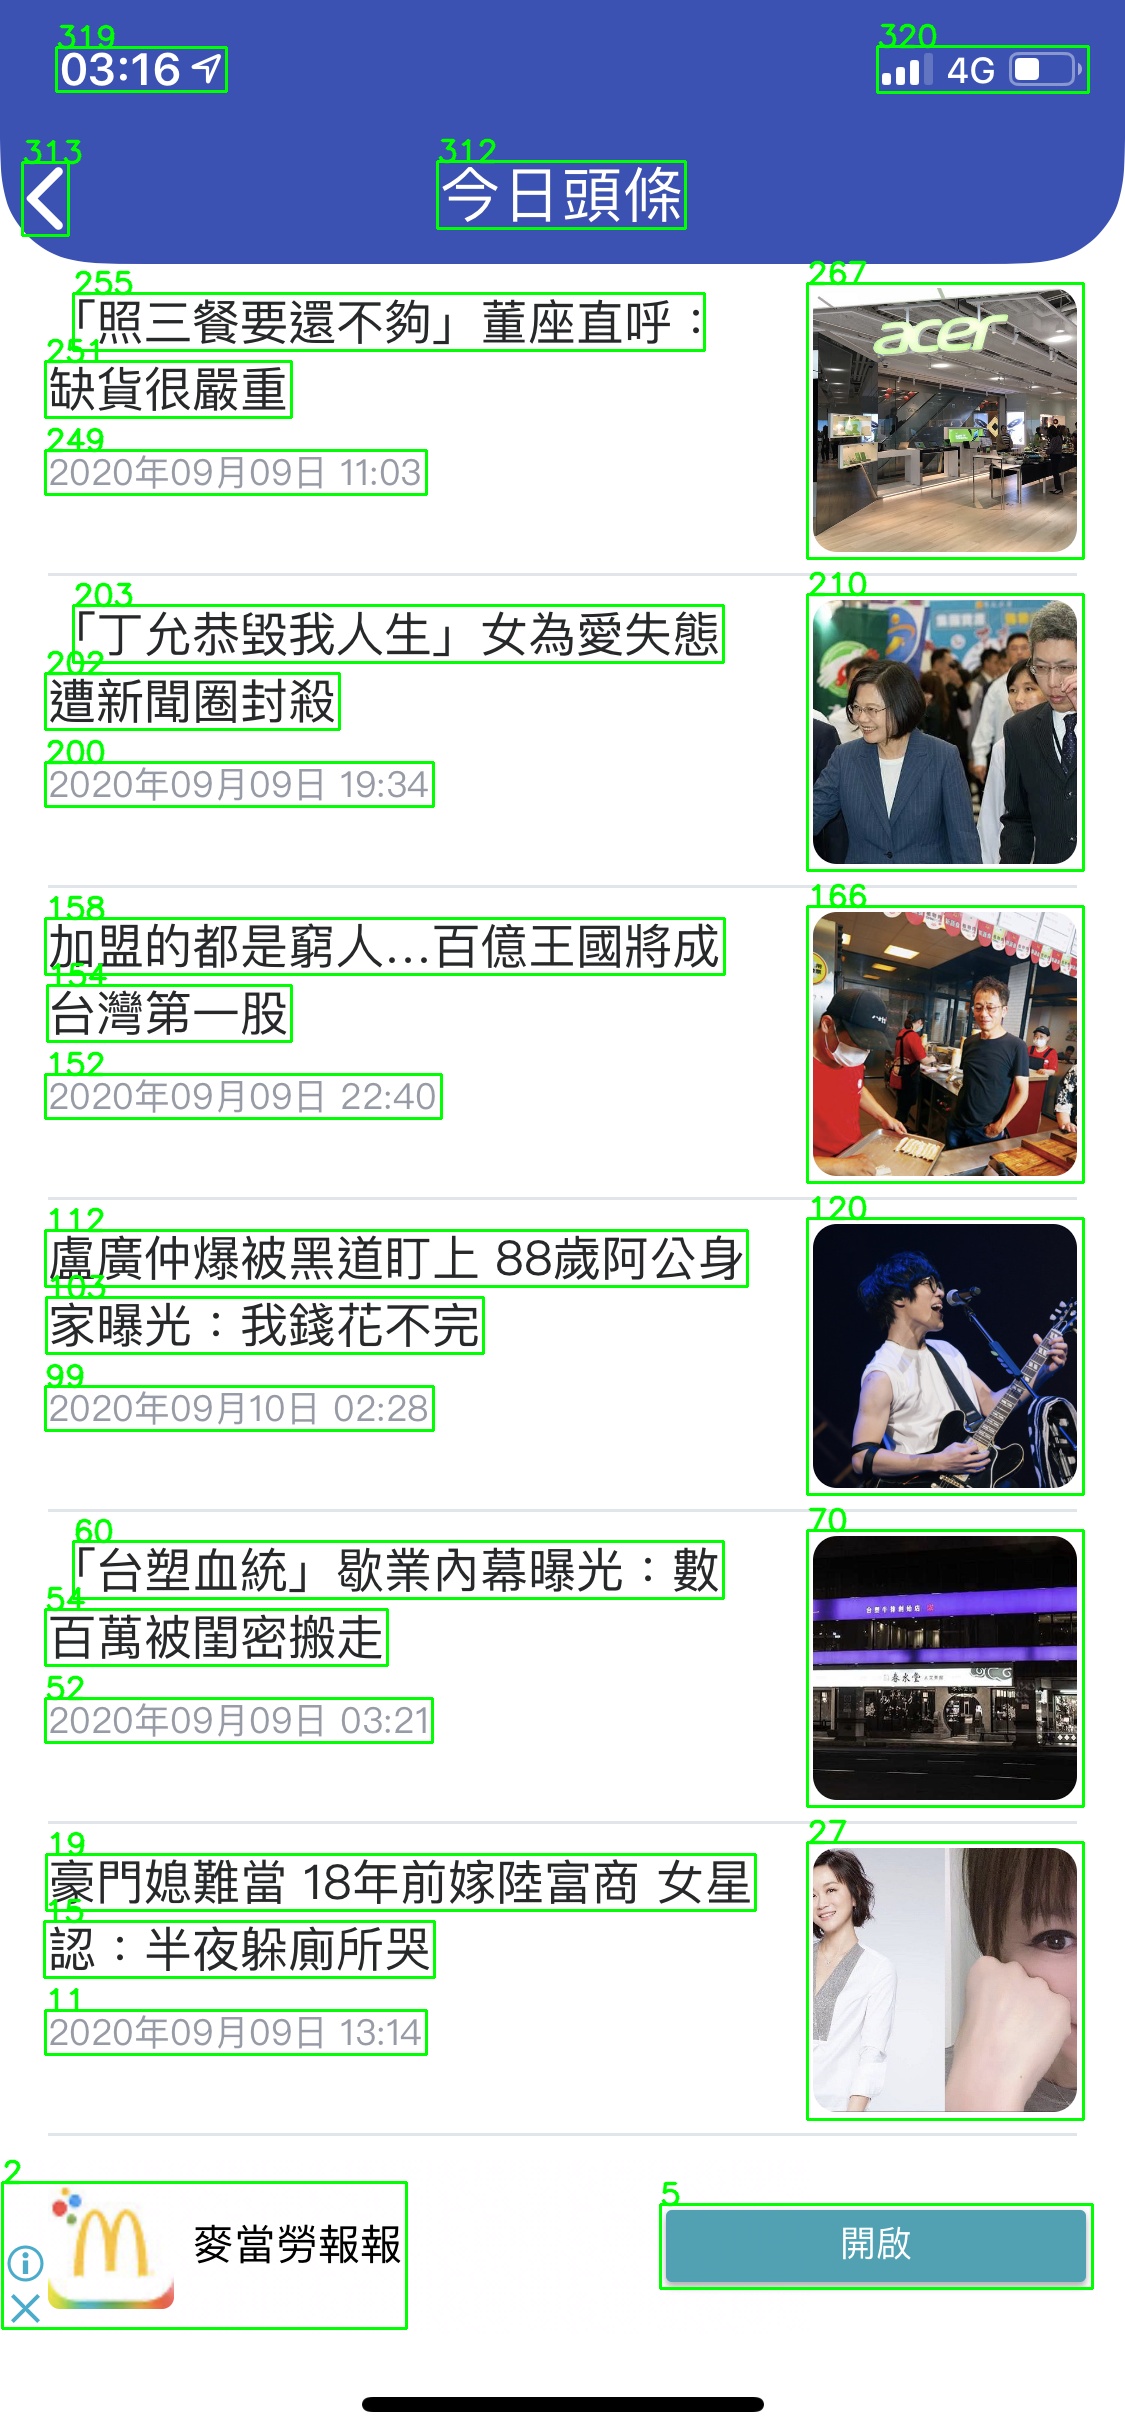 03:16
4G
今日頭條
「照三餐要還不夠」董座直呼：
缺貨很嚴重
2020年09月09日 11:03
acer
「丁允恭毀我人生」女為愛失態
遭新聞圈封殺
2020年09月09日 19:34
加盟的都是窮人...百億王國將成
台灣第一股
2020年09月09日 22:40
盧廣仲爆被黑道盯上 88歲阿公身
家曝光：我錢花不完
2020年09月10日 02:28
「台塑血統」歇業內幕曝光：數
百萬被閨密搬走
2020年09月09日 03:21
春水堂
豪門媳難當 18年前嫁陸富商 女星
認：半夜躲廁所哭
2020年09月09日 13:14
麥當勞報報
開啟
319
320
313
312
255
251
249
267
203
202
200
210
158
154
152
166
112
103
99
120
60
54
52
70
19
15
11
27
2
5